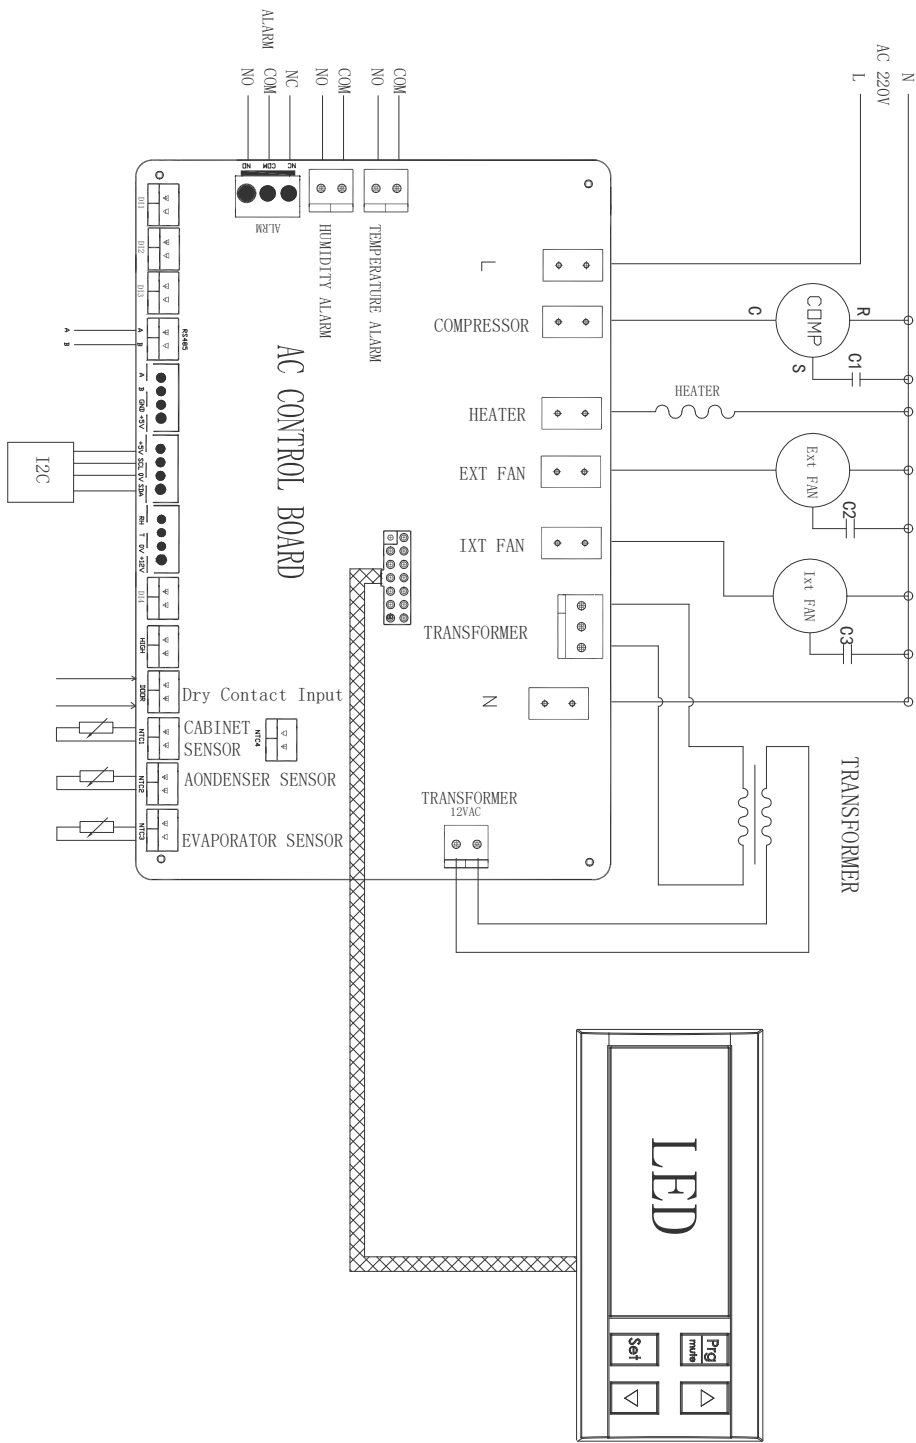 N
L
AC 220V
ALARM
NO
COM
NC
NO
COM
NO
COM
NO
COM
NC
ALRM
HUMIDITY ALARM
TEMPERATURE ALARM
L
COMPRESSOR
HEATER
EXT FAN
IXT FAN
TRANSFORMER
N
COMP
C
R
S
C1
HEATER
Ext FAN
C2
Ixt FAN
C3
AC CONTROL BOARD
DI1
DI2
DI3
RS485
A
B
A
B
A
B
GND
+5V
+5V
SCL
0V
SDA
I2C
RH
T
0V
+12V
DI4
HIGH
DOOR
Dry Contact Input
NTC1
CABINET
SENSOR
NTC4
NTC2
AONDENSER SENSOR
NTC3
EVAPORATOR SENSOR
TRANSFORMER
12VAC
TRANSFORMER
LED
Prg
mute
Set